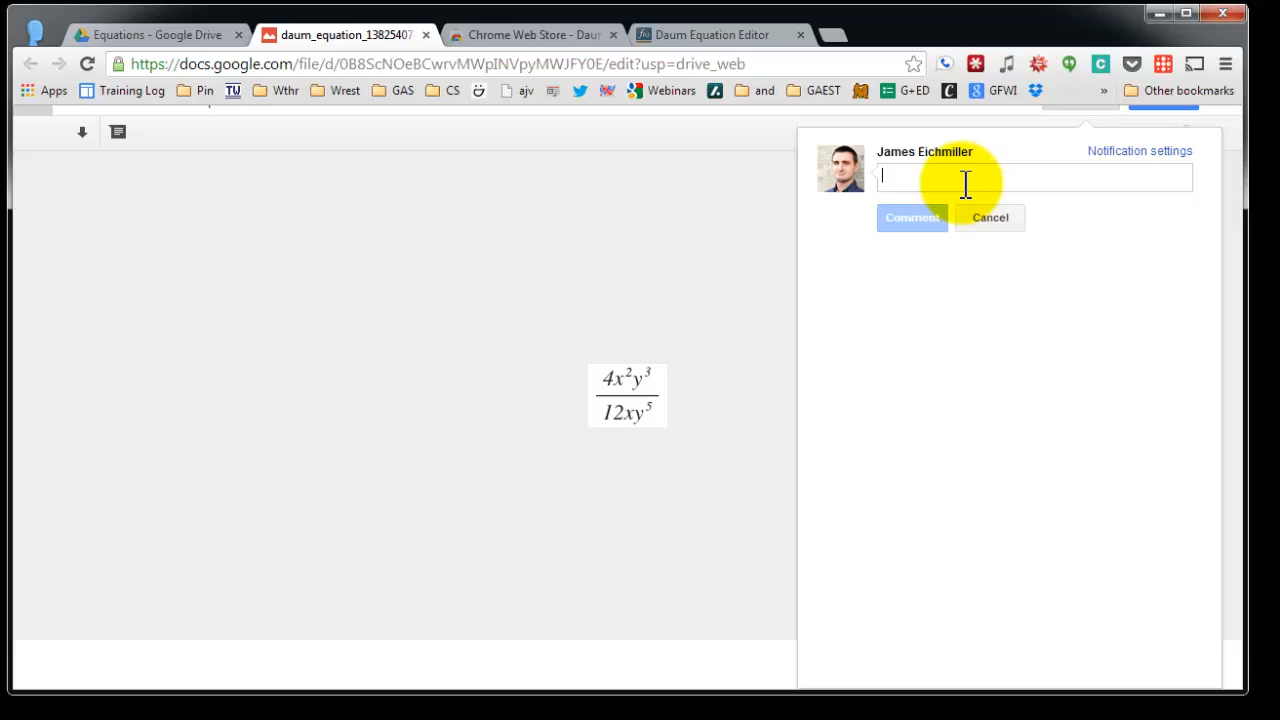 Equations - Google Drive
daum_equation_13825407
Chrome Web Store - Daum
Daum Equation Editor
https://docs.google.com/file/d/0B8ScNOeBCwrvMWpINVpyMWJFY0E/edit?usp=drive_web
Apps Training Log TU Pin Wthr Wrest GAS CS ajv Webinars and GAEST G+ED GFWI » Other bookmarks
James Eichmiller
Notification settings
Comment
Cancel
4x²y³
12xy⁵